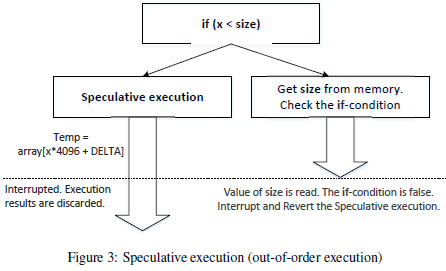 if (x < size)
Speculative execution
Get size from memory.
Check the if-condition
Temp =
array[x*4096 + DELTA]
Interrupted. Execution
results are discarded.
Value of size is read. The if-condition is false.
Interrupt and Revert the Speculative execution.
Figure 3: Speculative execution (out-of-order execution)